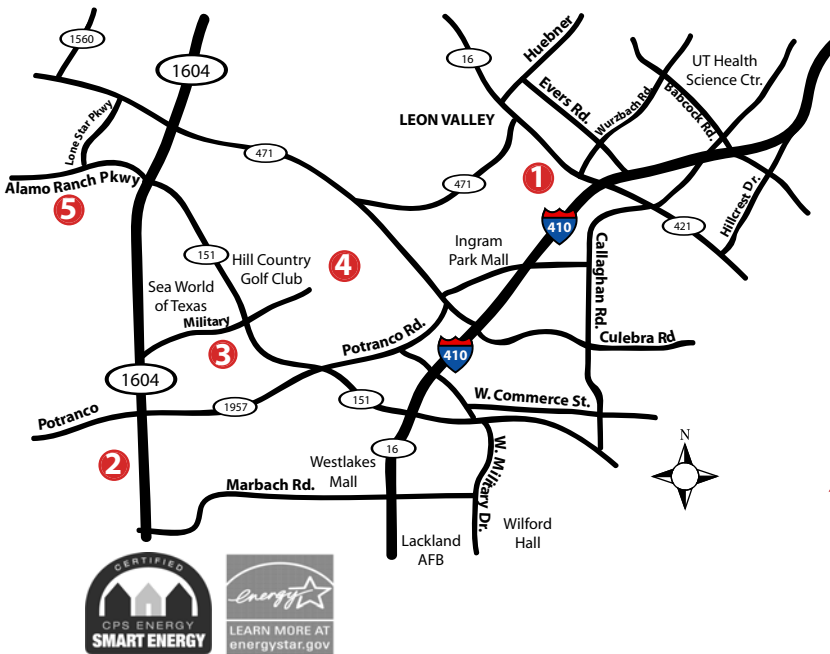 1560
1604
16
Huebner
UT Health
Science Ctr.
Evers Rd.
Wurzbach Rd.
Babcock Rd.
Lone Star Pkwy
LEON VALLEY
471
471
1
Alamo Ranch Pkwy
5
410
Hillcrest Dr.
421
151
Hill Country
Golf Club
4
Ingram
Park Mall
Callaghan Rd.
Sea World
of Texas
Military
3
Potranco Rd.
410
Culebra Rd
1604
Potranco
1957
151
W. Commerce St.
N
2
16
Westlakes
Mall
Marbach Rd.
W. Military Dr.
Wilford
Hall
Lackland
AFB
CERTIFIED
CPS ENERGY
SMART ENERGY
energy
LEARN MORE AT
energystar.gov